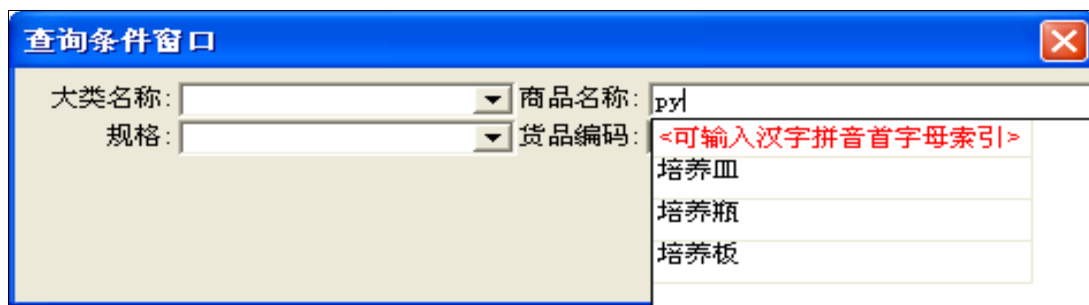 查询条件窗口
大类名称: 商品名称: py
规格: 货品编码: <可输入汉字拼音首字母索引>
培养皿
培养瓶
培养板